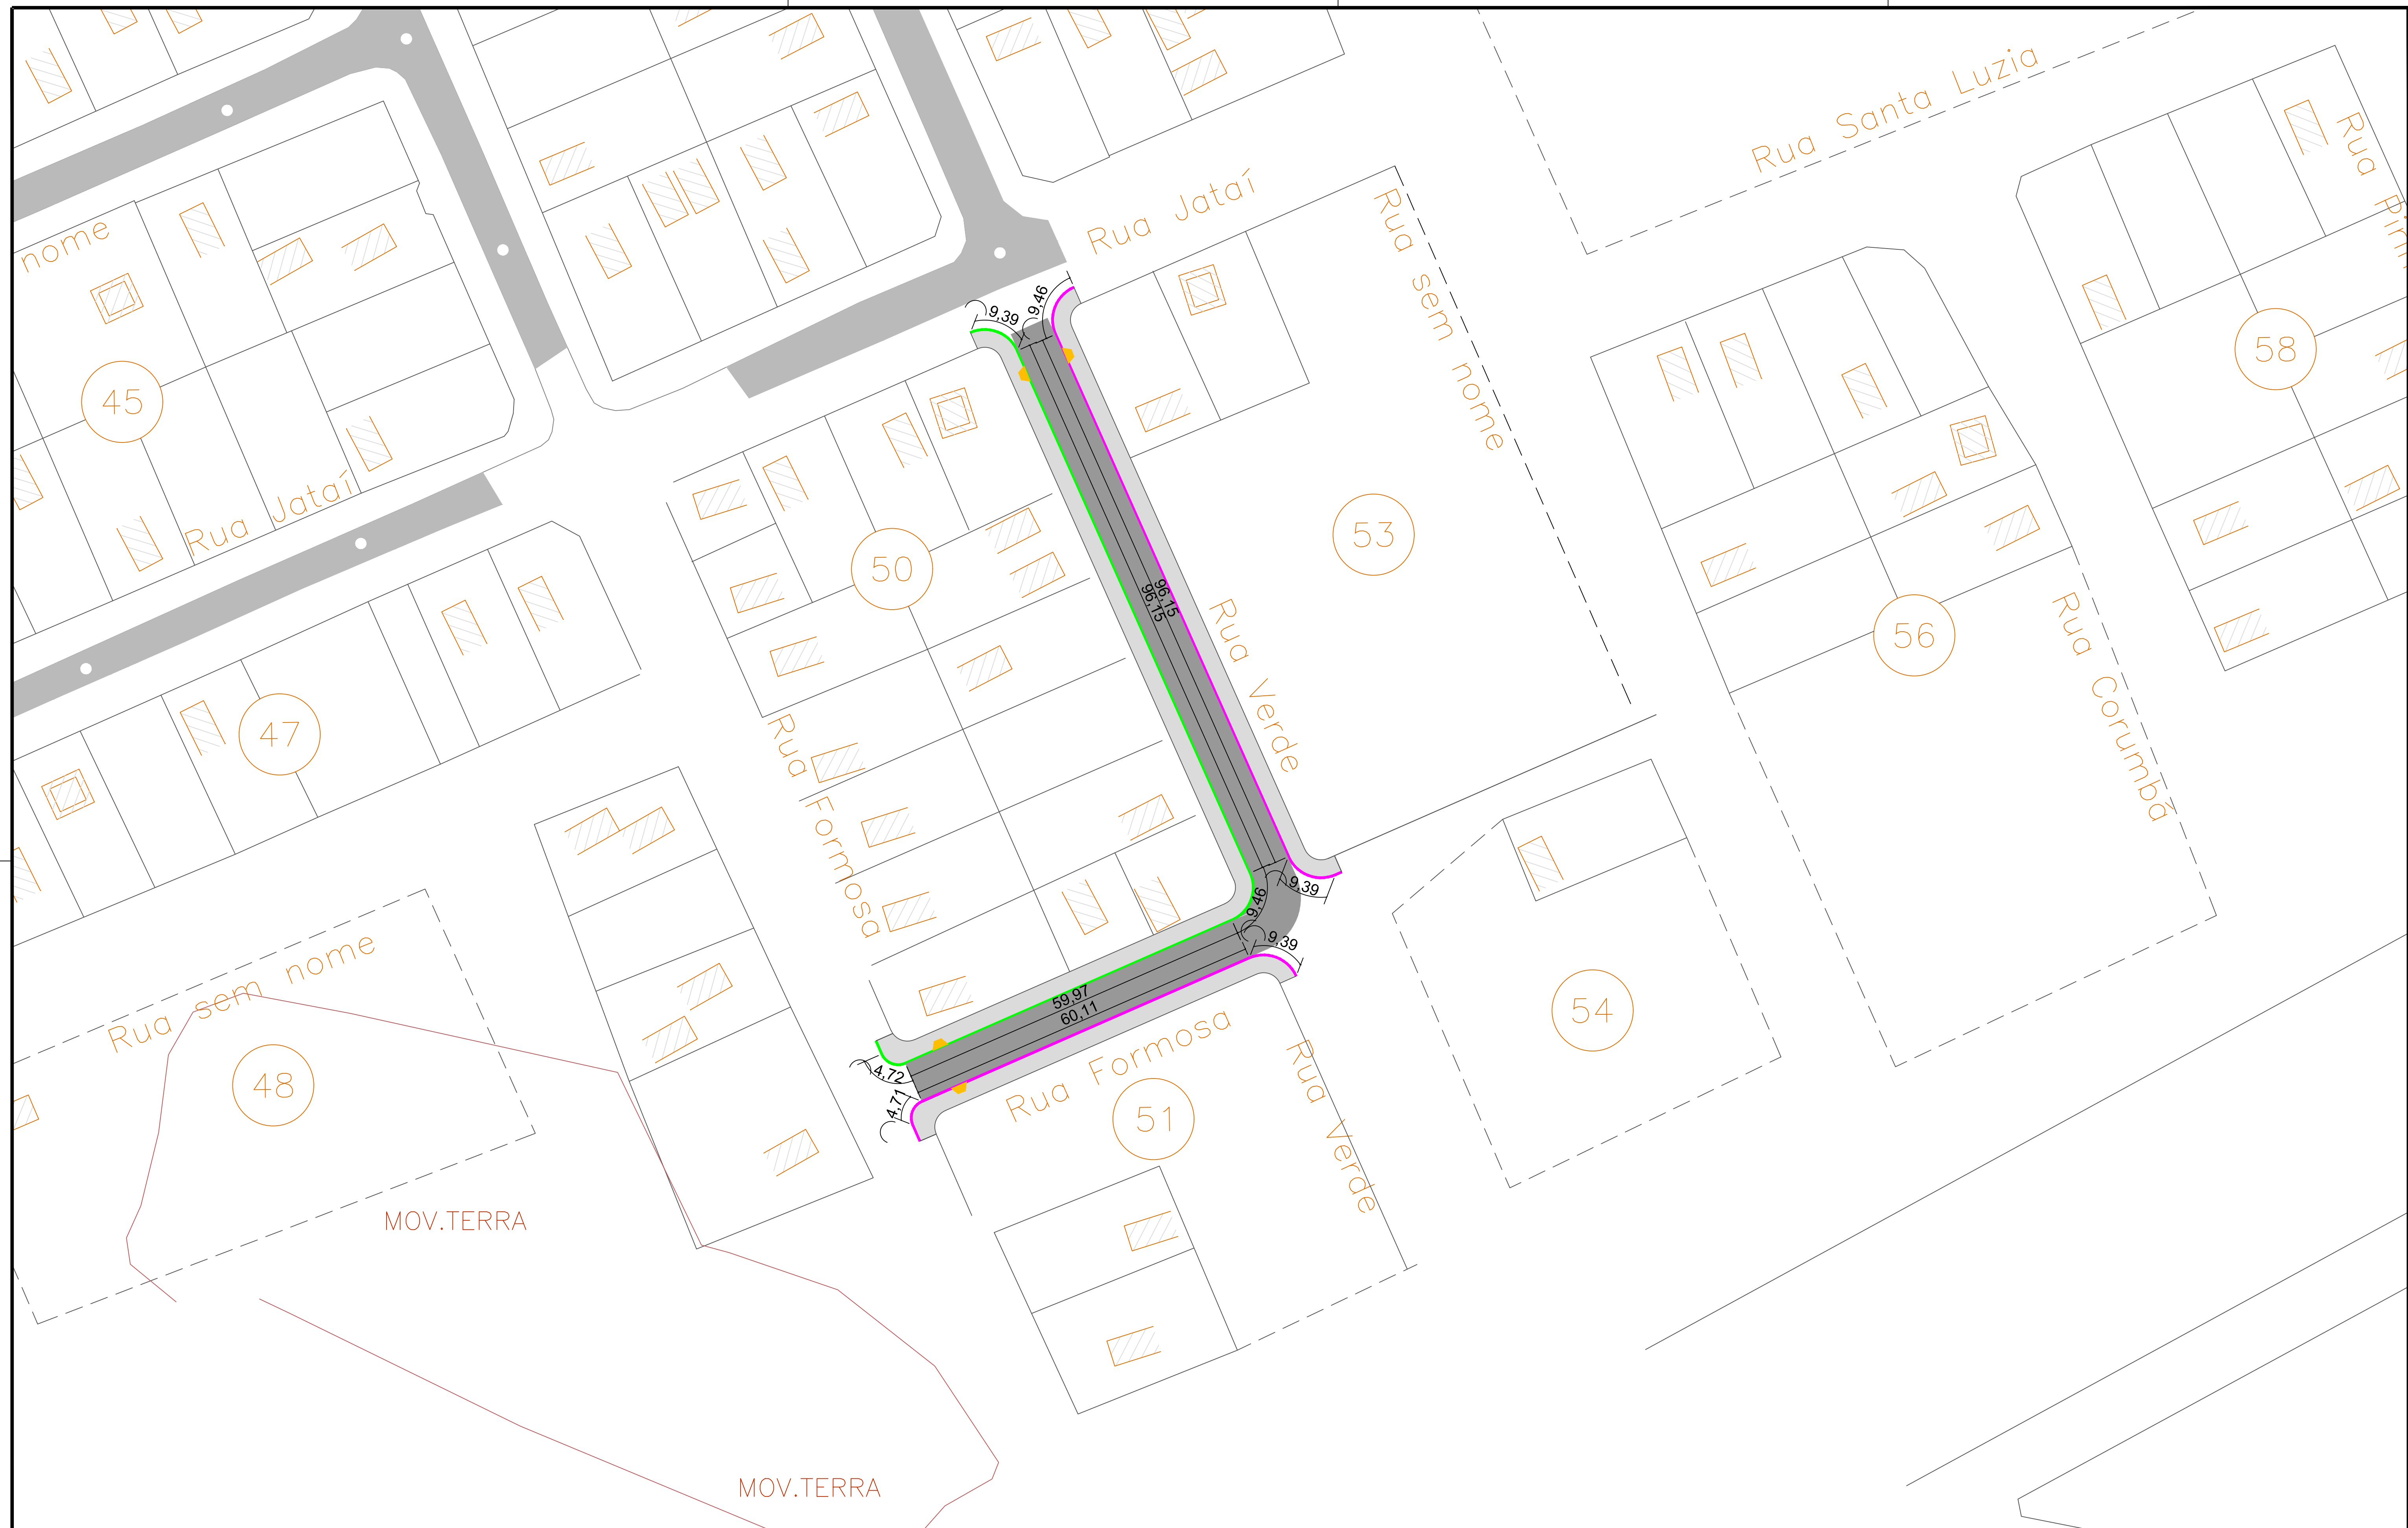 Rua Santa Luzia
Rua
Rua Jataí
Rua sem nome
nome
9,46
9,39
58
45
Rua Jataí
53
50
96,15
96,15
56
Rua Verde
Rua Corumbá
47
Rua Formosa
9,39
9,46
9,39
Rua sem nome
59,97
60,11
54
Rua Formosa
48
4,72
4,71
51
Rua Verde
MOV.TERRA
MOV.TERRA